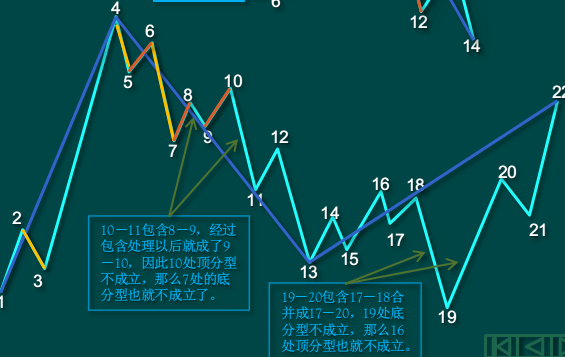 6
4
12
14
6
5
8
10
7
9
12
22
2
11
16
18
20
14
17
21
3
15
13
1
19
10－11包含8－9，经过
包含处理以后就成了9
－10，因此10处顶分型
不成立，那么7处的底
分型也就不成立了。
19－20包含17－18合
并成17－20，19处底
分型不成立，那么16
处顶分型也就不成立。